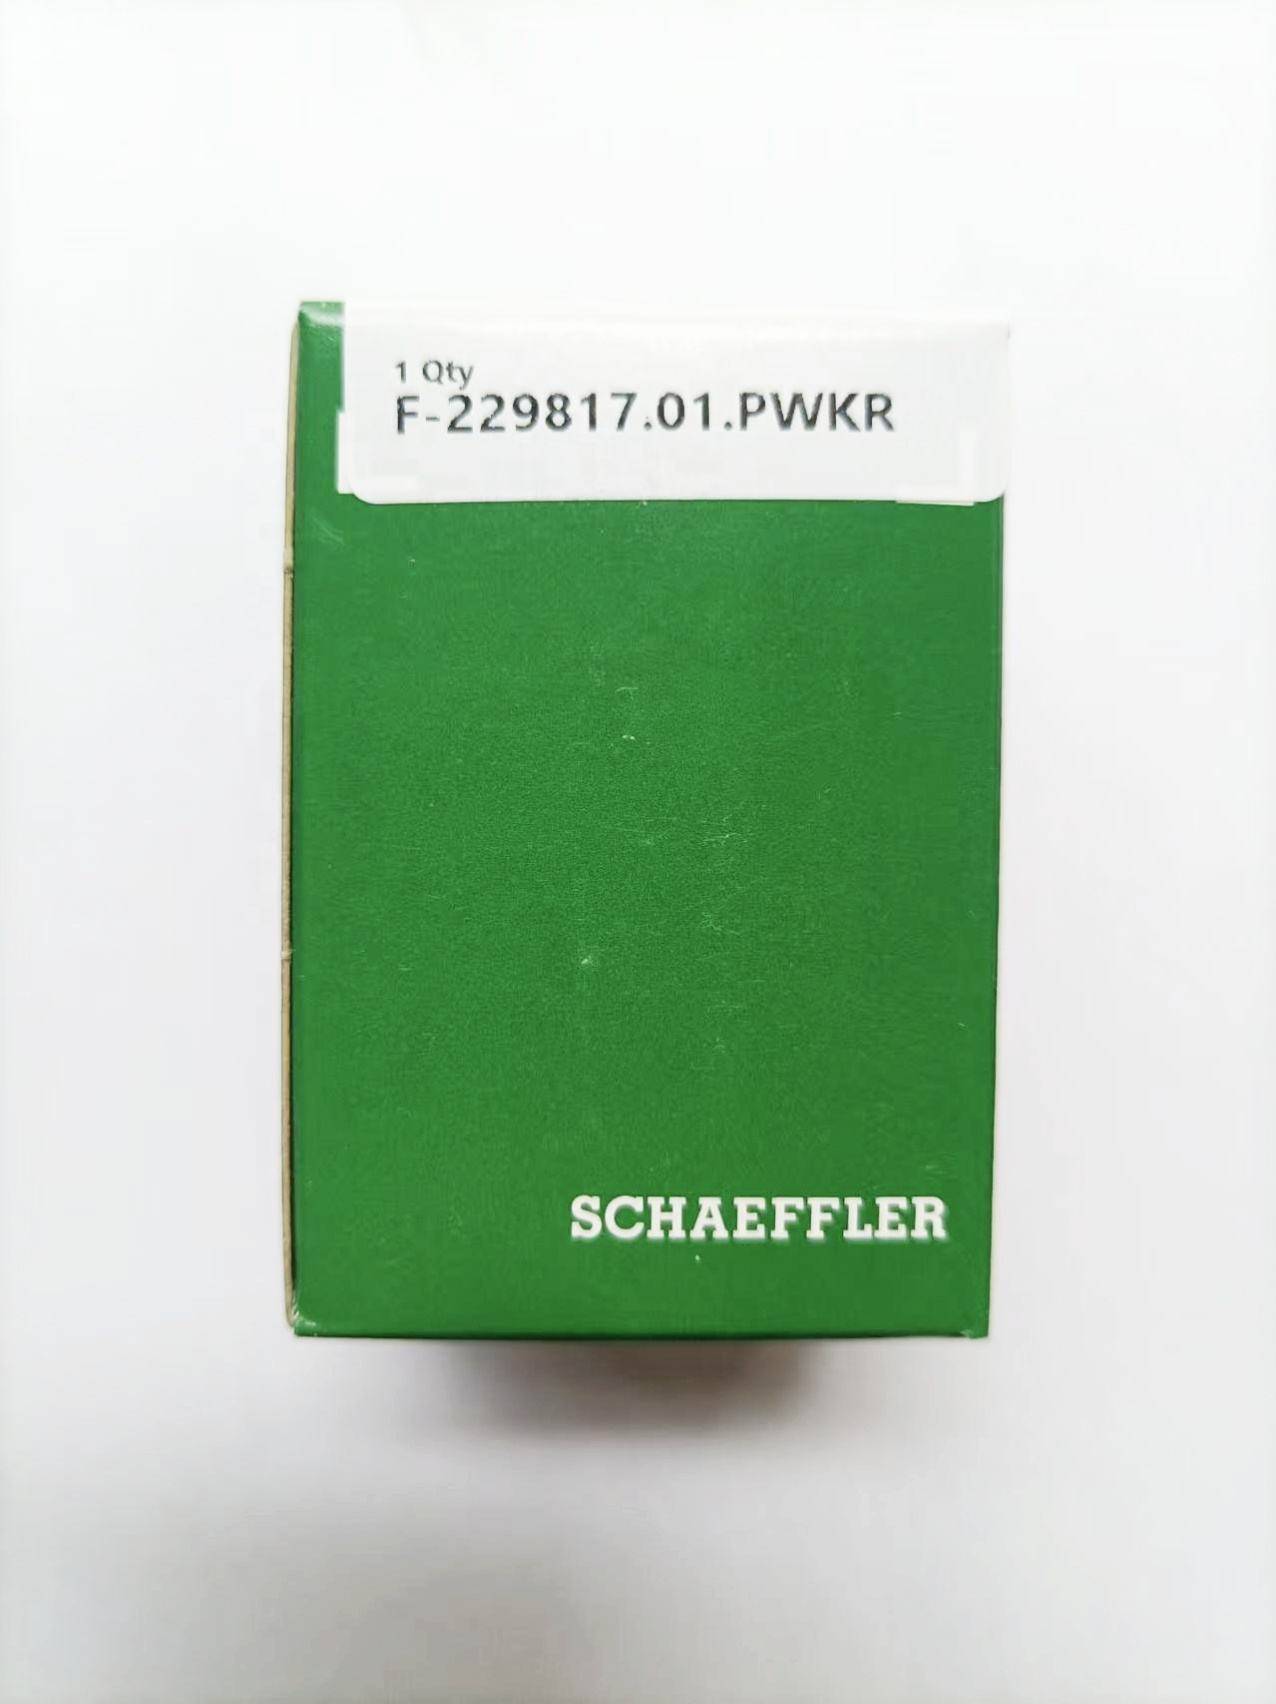 1 Qty
F-229817.01.PWKR
SCHAEFFLER